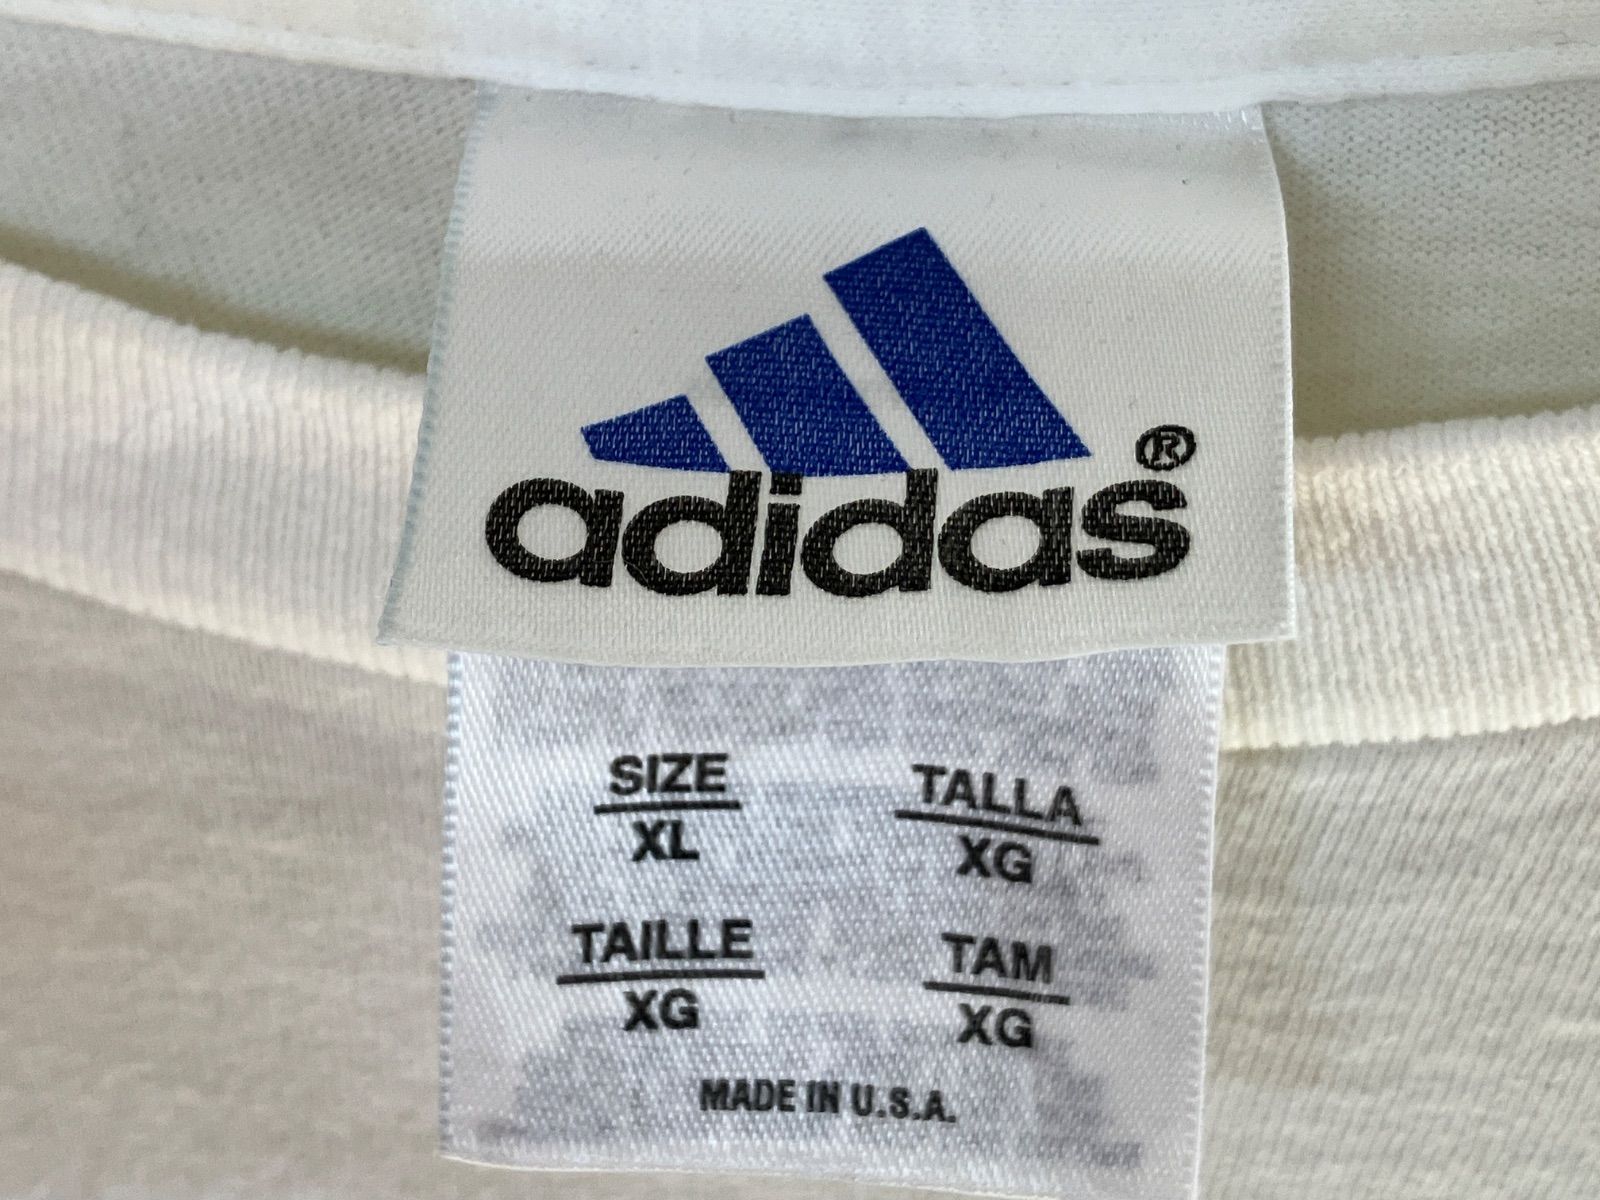 adidas®
SIZE TALLA
XL XG
TAILLE TAM
XG XG
MADE IN U.S.A.